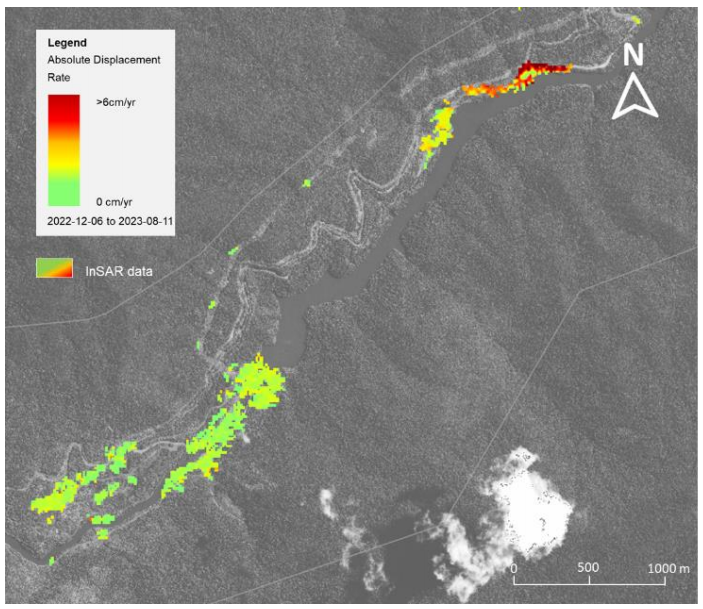 Legend
Absolute Displacement
Rate
>6cm/yr
0 cm/yr
2022-12-06 to 2023-08-11
InSAR data
N
0 500 1000 m